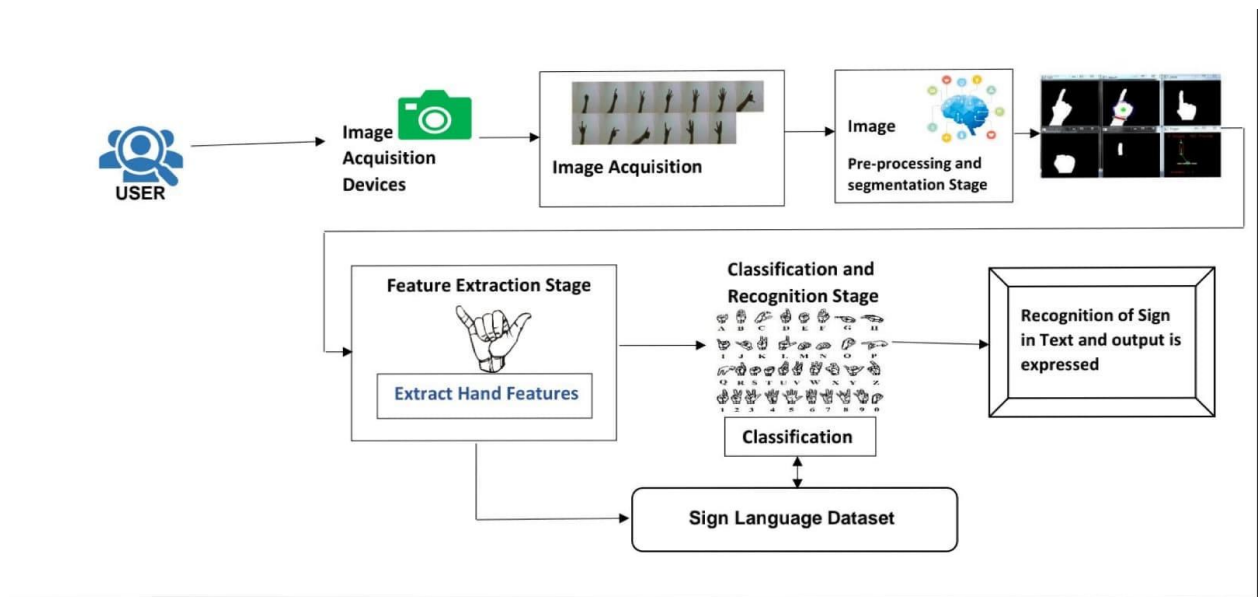 USER
Image
Acquisition
Devices
Image Acquisition
Image
Pre-processing and
segmentation Stage
Feature Extraction Stage
Extract Hand Features
Classification and
Recognition Stage
A B C D E F G H
I J K L M N O P
Q R S T U V W X Y Z
1 2 3 4 5 6 7 8 9 0
Classification
Sign Language Dataset
Recognition of Sign
in Text and output is
expressed